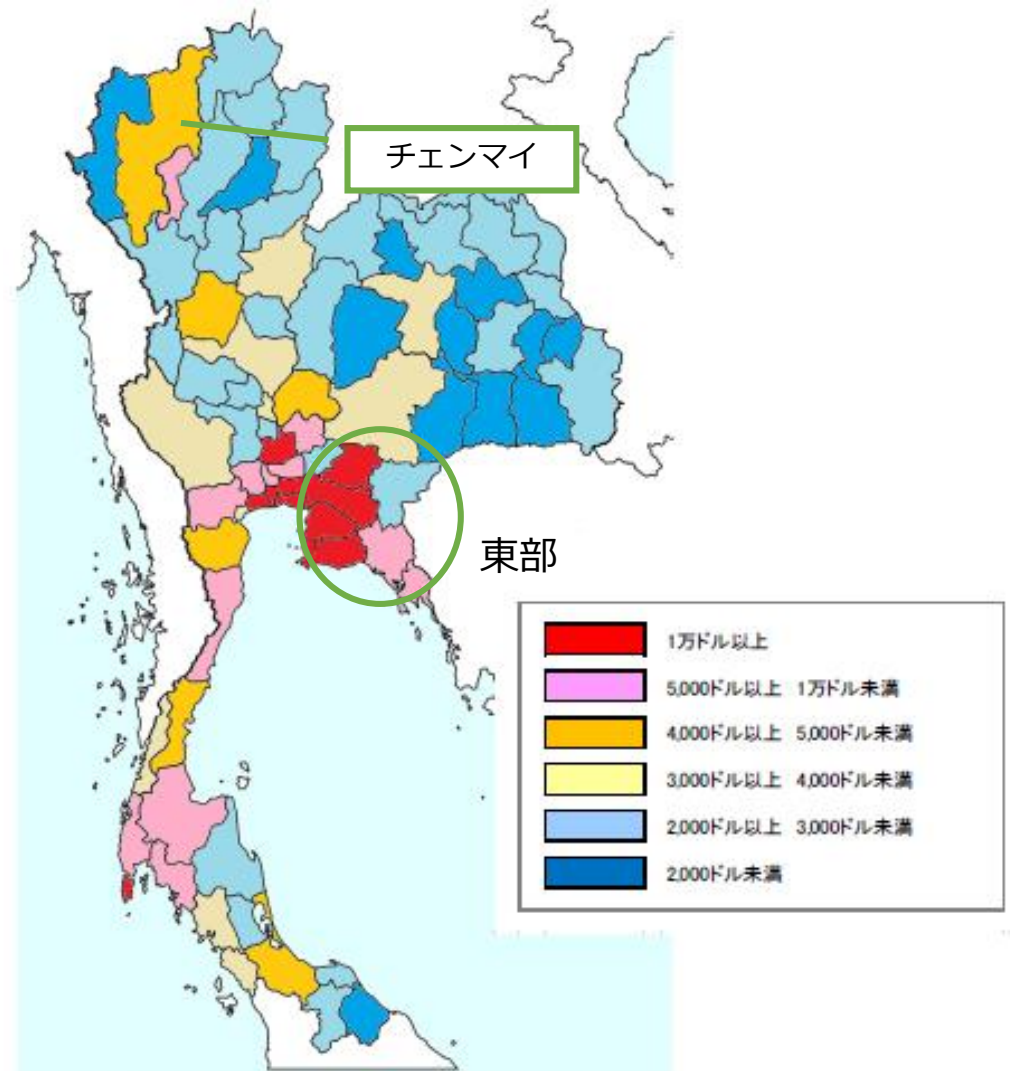 チェンマイ
東部
1万ドル以上
5,000ドル以上 1万ドル未満
4,000ドル以上 5,000ドル未満
3,000ドル以上 4,000ドル未満
2,000ドル以上 3,000ドル未満
2,000ドル未満